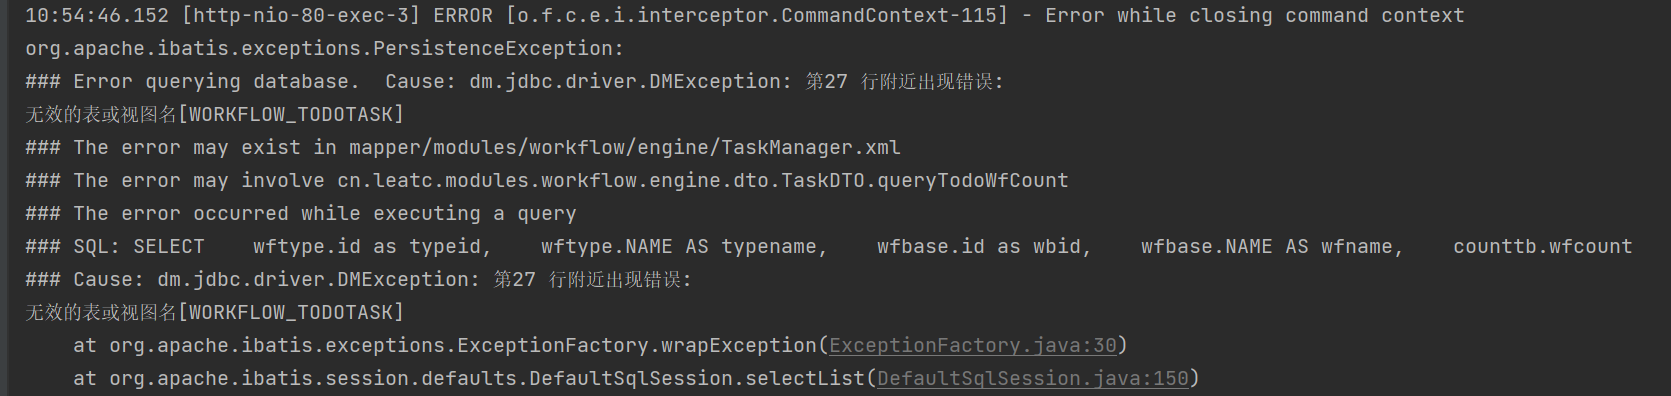 10:54:46.152 [http-nio-80-exec-3] ERROR [o.f.c.e.i.interceptor.CommandContext-115] - Error while closing command context
org.apache.ibatis.exceptions.PersistenceException:
### Error querying database.  Cause: dm.jdbc.driver.DMException: 第27 行附近出现错误:
无效的表或视图名[WORKFLOW_TODOTASK]
### The error may exist in mapper/modules/workflow/engine/TaskManager.xml
### The error may involve cn.leatc.modules.workflow.engine.dto.TaskDTO.queryTodoWfCount
### The error occurred while executing a query
### SQL: SELECT    wftype.id as typeid,    wftype.NAME AS typename,    wfbase.id as wbid,    wfbase.NAME AS wfname,    counttb.wfcount
### Cause: dm.jdbc.driver.DMException: 第27 行附近出现错误:
无效的表或视图名[WORKFLOW_TODOTASK]
    at org.apache.ibatis.exceptions.ExceptionFactory.wrapException(ExceptionFactory.java:30)
    at org.apache.ibatis.session.defaults.DefaultSqlSession.selectList(DefaultSqlSession.java:150)